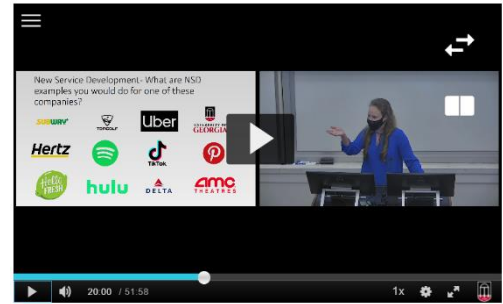 New Service Development- What are NSD
examples you would do for one of these
companies?
SUBWAY
TOPGOLF
Uber
UNIVERSITY OF
GEORGIA
Hertz
TikTok
Hello
FRESH
hulu
DELTA
amc
THEATRES
20:00 / 51:58
1x